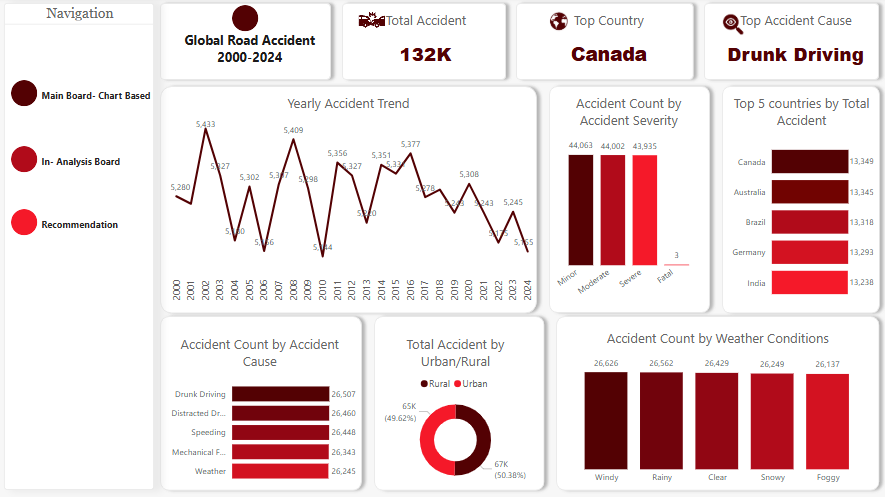 Navigation
Main Board- Chart Based
In- Analysis Board
Recommendation
Global Road Accident
2000-2024
Total Accident
132K
Top Country
Canada
Top Accident Cause
Drunk Driving
Yearly Accident Trend
5,280
5,433
5,302
5,409
5,356
5,327
5,351
5,377
5,278
5,308
5,243
5,245
2000
2001
2002
2003
2004
2005
2006
2007
2008
2009
2010
2011
2012
2013
2014
2015
2016
2017
2018
2019
2020
2021
2022
2023
2024
Accident Count by
Accident Severity
44,063
44,002
43,935
3
Minor
Moderate
Severe
Fatal
Top 5 countries by Total
Accident
Canada
13,349
Australia
13,345
Brazil
13,318
Germany
13,293
India
13,238
Accident Count by Accident
Cause
Drunk Driving
26,507
Distracted Dr...
26,460
Speeding
26,448
Mechanical F...
26,343
Weather
26,245
Total Accident by
Urban/Rural
Rural Urban
65K
(49.62%)
67K
(50.38%)
Accident Count by Weather Conditions
26,626
26,562
26,429
26,249
26,137
Windy
Rainy
Clear
Snowy
Foggy